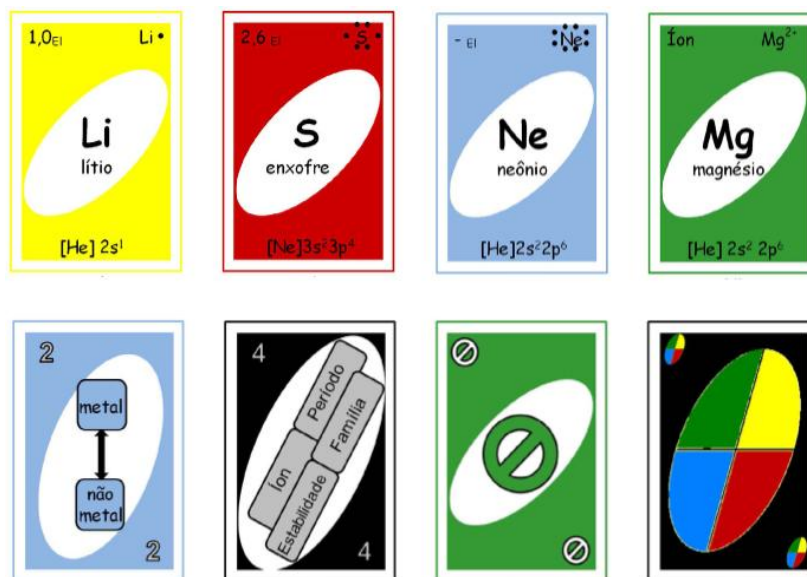 1,0EI Li •
Li
lítio
[He] 2s¹
2,6 EI S
S
enxofre
[Ne]3s²3p⁴
- EI Ne
Ne
neônio
[He]2s²2p⁶
Íon Mg²⁺
Mg
magnésio
[He] 2s² 2p⁶
2
metal
não
metal
2
4
Período
Família
Íon
Estabilidade
4